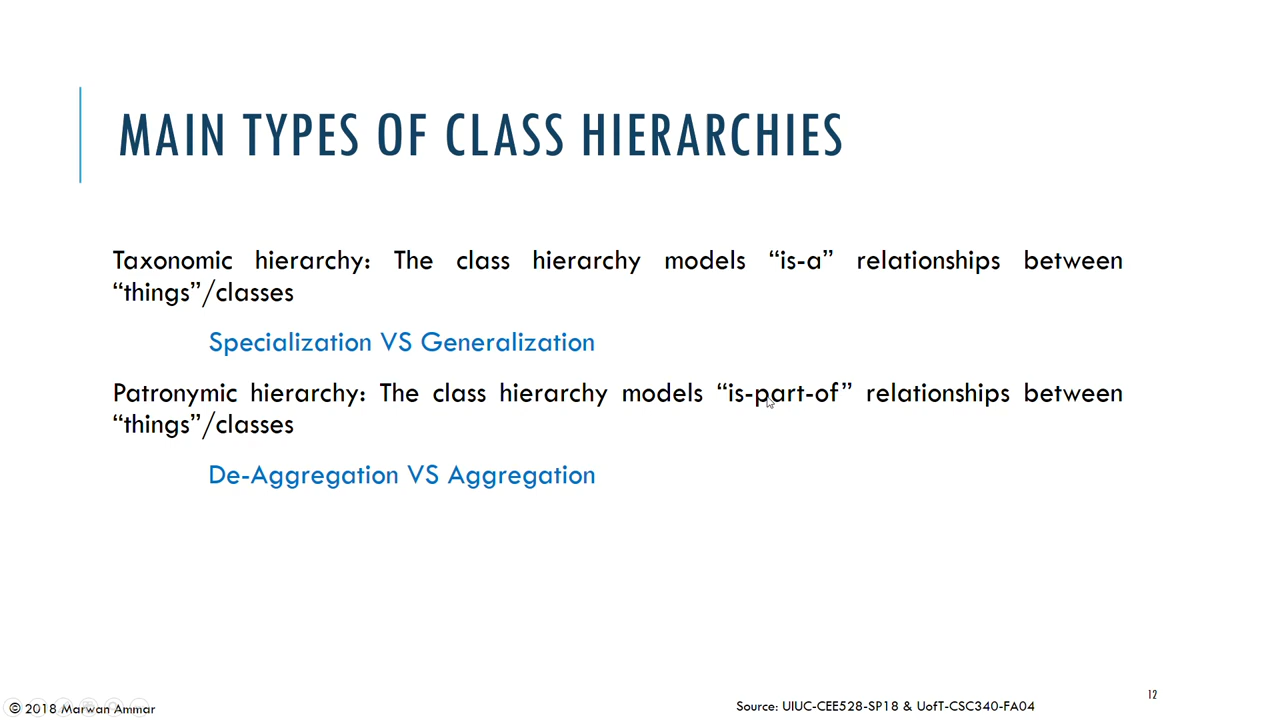 MAIN TYPES OF CLASS HIERARCHIES
Taxonomic hierarchy: The class hierarchy models “is-a” relationships between
“things”/classes
Specialization VS Generalization
Patronymic hierarchy: The class hierarchy models “is-part-of” relationships between
“things”/classes
De-Aggregation VS Aggregation
© 2018 Marwan Ammar
Source: UIUC-CEE528-SP18 & UofT-CSC340-FA04
12